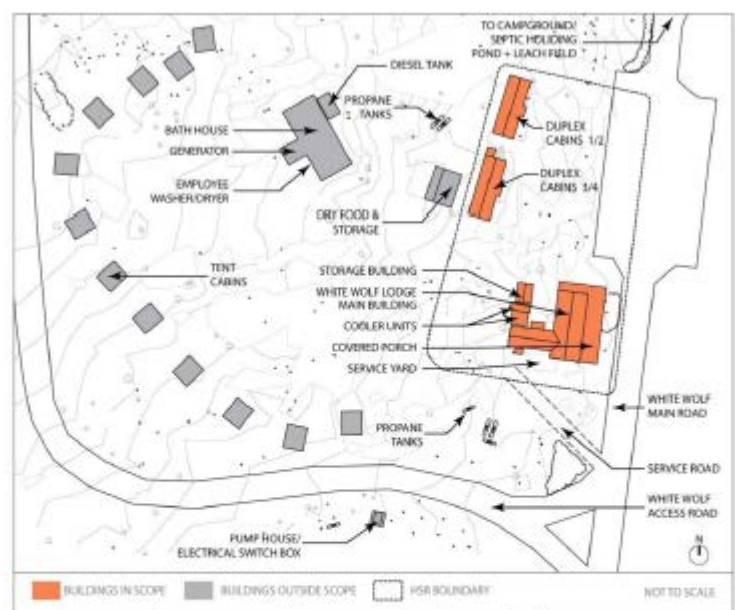 TO CAMPGROUND/
SEPTIC HOLDING
POND + LEACH FIELD
DIESEL TANK
PROPANE
TANKS
BATH HOUSE
GENERATOR
EMPLOYEE
WASHER/DRYER
DUPLEX
CABINS 1/2
DUPLEX
CABINS 3/4
DRY FOOD &
STORAGE
TENT
CABINS
STORAGE BUILDING
WHITE WOLF LODGE
MAIN BUILDING
COOLER UNITS
COVERED PORCH
SERVICE YARD
WHITE WOLF
MAIN ROAD
PROPANE
TANKS
SERVICE ROAD
WHITE WOLF
ACCESS ROAD
PUMP HOUSE/
ELECTRICAL SWITCH BOX
N
BUILDINGS IN SCOPE
BUILDINGS OUTSIDE SCOPE
HSR BOUNDARY
NOT TO SCALE